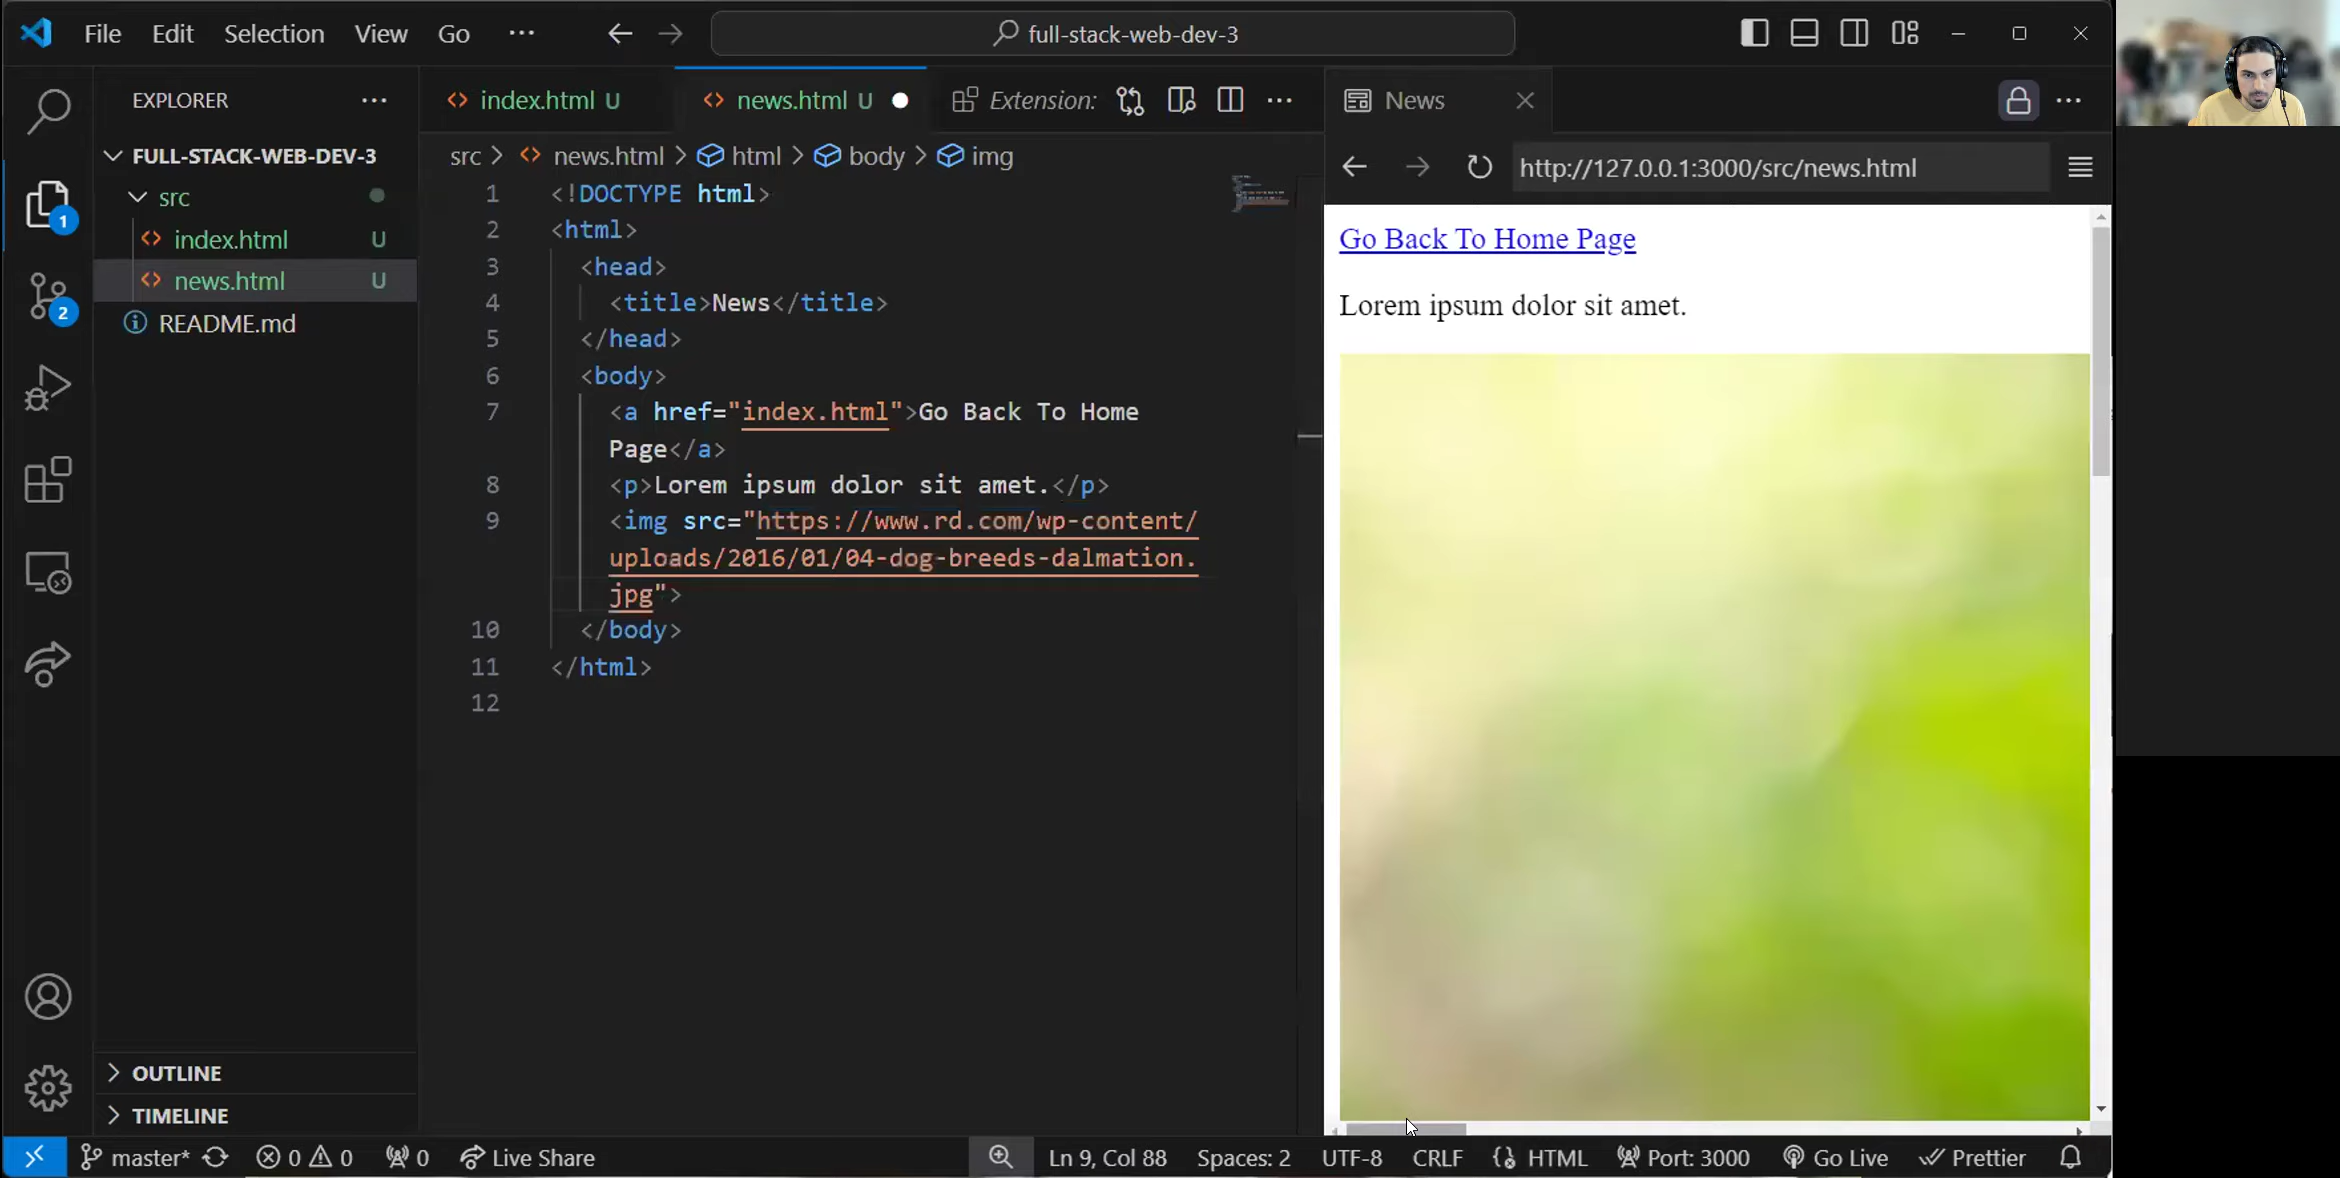 File Edit Selection View Go ··· full-stack-web-dev-3
EXPLORER ···
FULL-STACK-WEB-DEV-3
src
index.html U
news.html U
README.md
OUTLINE
TIMELINE
1
2
index.html U news.html U Extension: ···
src > news.html > html > body > img
1 <!DOCTYPE html>
2 <html>
3 <head>
4 <title>News</title>
5 </head>
6 <body>
7 <a href="index.html">Go Back To Home
Page</a>
8 <p>Lorem ipsum dolor sit amet.</p>
9 <img src="https://www.rd.com/wp-content/
uploads/2016/01/04-dog-breeds-dalmation.
jpg">
10 </body>
11 </html>
12
News ···
http://127.0.0.1:3000/src/news.html
Go Back To Home Page
Lorem ipsum dolor sit amet.
master* 0 0 0 Live Share Ln 9, Col 88 Spaces: 2 UTF-8 CRLF HTML Port: 3000 Go Live Prettier